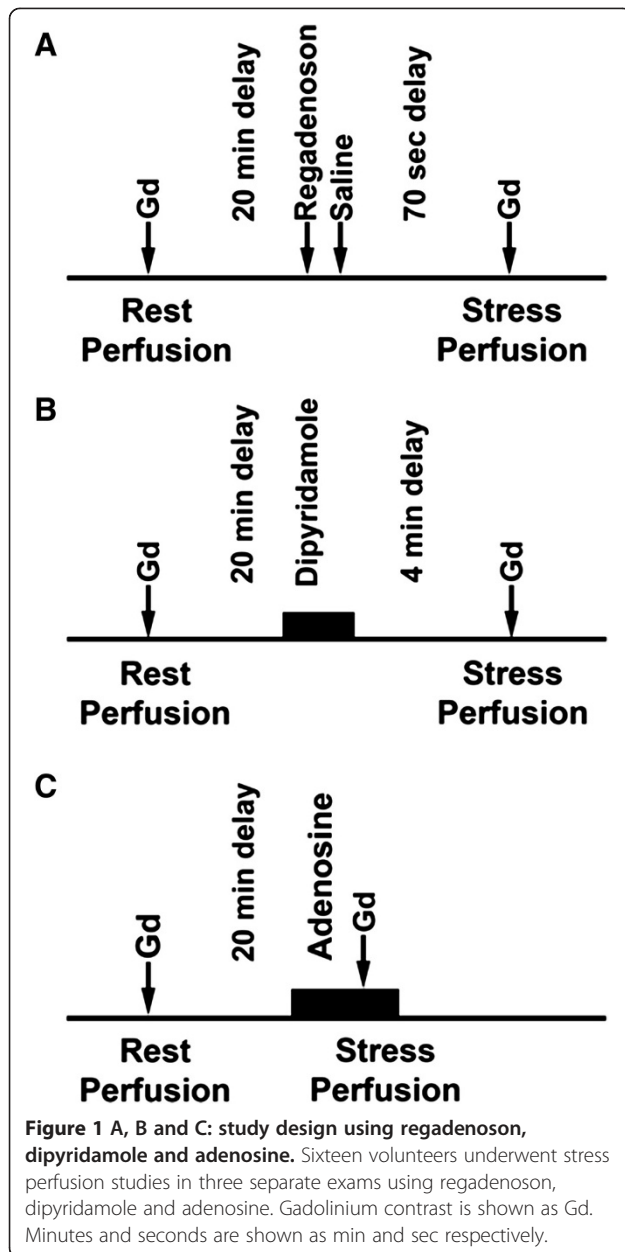 A
Gd
20 min delay
Regadenoson
Saline
70 sec delay
Gd
Rest
Perfusion
Stress
Perfusion
B
Gd
20 min delay
Dipyridamole
4 min delay
Gd
Rest
Perfusion
Stress
Perfusion
C
Gd
20 min delay
Adenosine
Gd
Rest
Perfusion
Stress
Perfusion
Figure 1 A, B and C: study design using regadenoson,
dipyridamole and adenosine. Sixteen volunteers underwent stress
perfusion studies in three separate exams using regadenoson,
dipyridamole and adenosine. Gadolinium contrast is shown as Gd.
Minutes and seconds are shown as min and sec respectively.